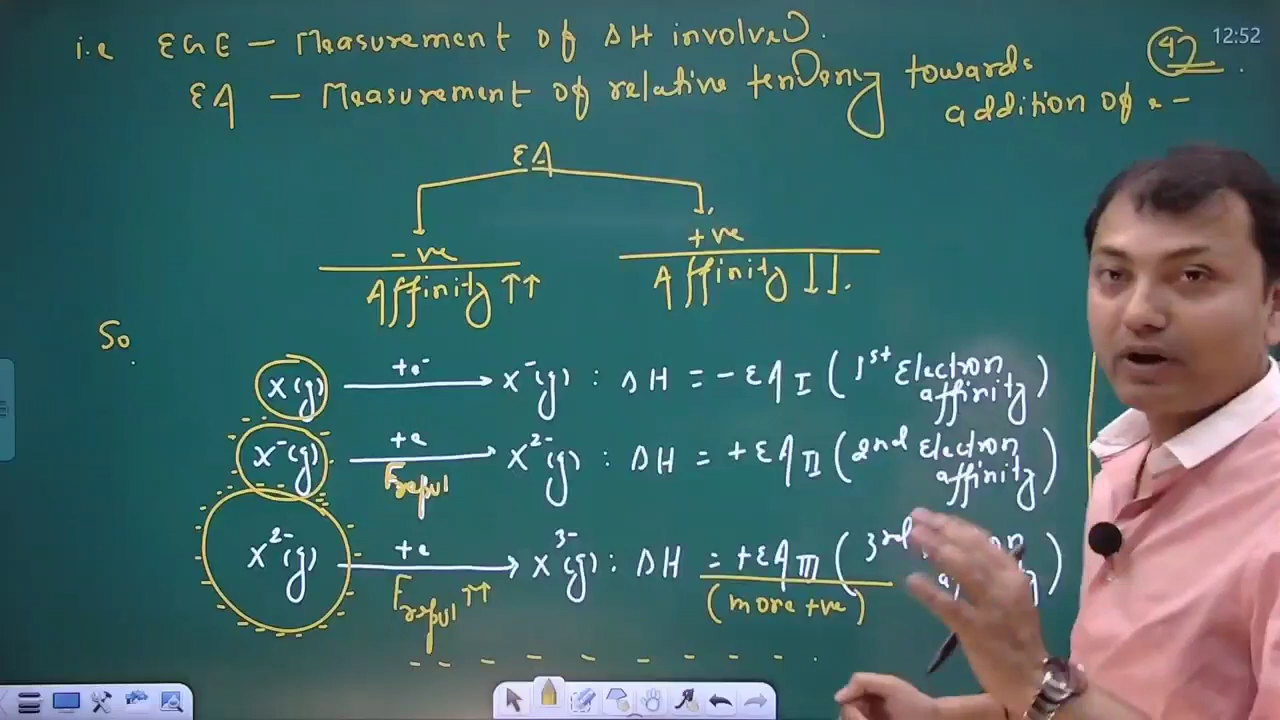 i.e EGE – Measurement of ΔH involved.
EA – Measurement of relative tendency towards
addition of e-
92
12:52
EA
-ve
+ve
Affinity ↑↑
Affinity ↓↓.
So
X(g) +e⁻ → X⁻(g) : ΔH = -EA I (1st Electron affinity)
X⁻(g) +e → X²⁻(g) : ΔH = +EA II (2nd Electron affinity)
Frepul
X²⁻(g) +e → X³⁻(g) : ΔH = +EA III (3rd
Frepul ↑↑
(more +ve)